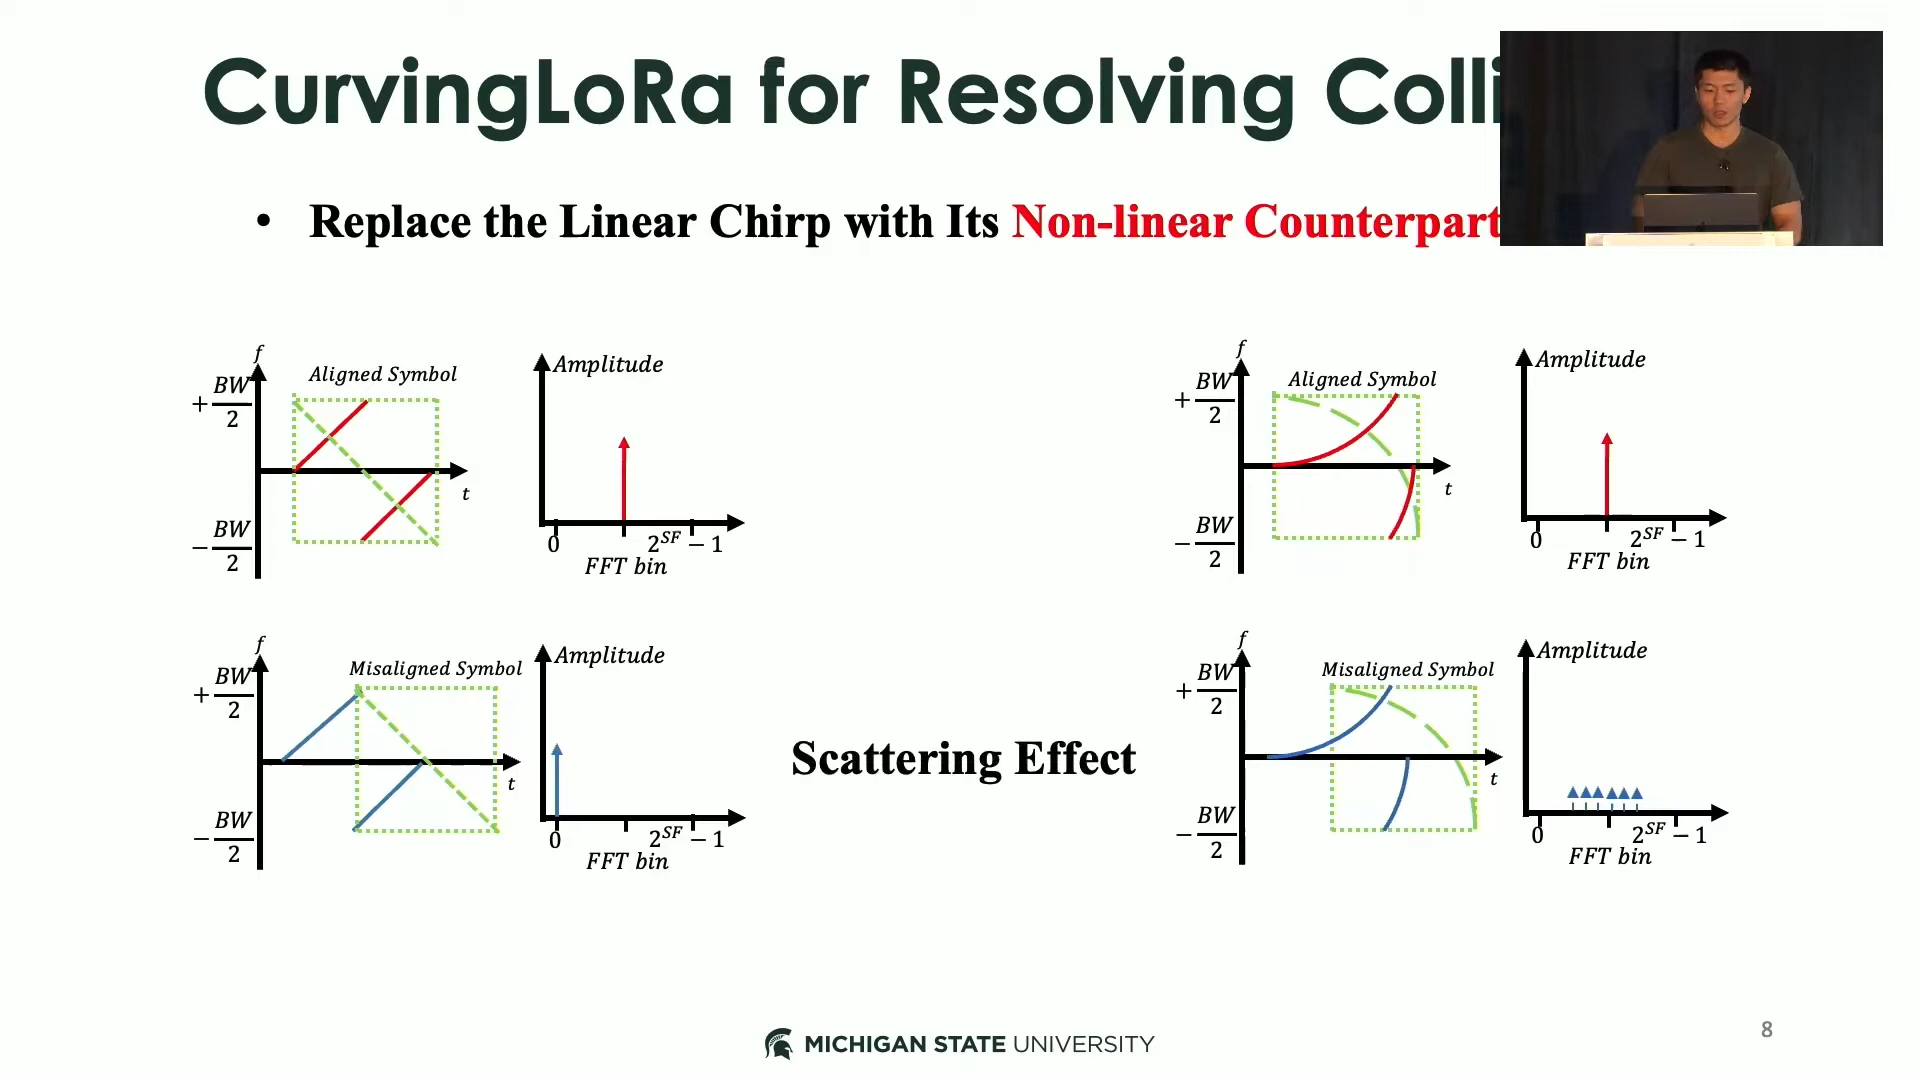 CurvingLoRa for Resolving Colli
• Replace the Linear Chirp with Its Non-linear Counterpart
f
+ BW/2
Aligned Symbol
t
− BW/2
Amplitude
0
2^SF − 1
FFT bin
f
+ BW/2
Aligned Symbol
t
− BW/2
Amplitude
0
2^SF − 1
FFT bin
f
+ BW/2
Misaligned Symbol
t
− BW/2
Amplitude
0
2^SF − 1
FFT bin
Scattering Effect
f
+ BW/2
Misaligned Symbol
t
− BW/2
Amplitude
0
2^SF − 1
FFT bin
MICHIGAN STATE UNIVERSITY
8